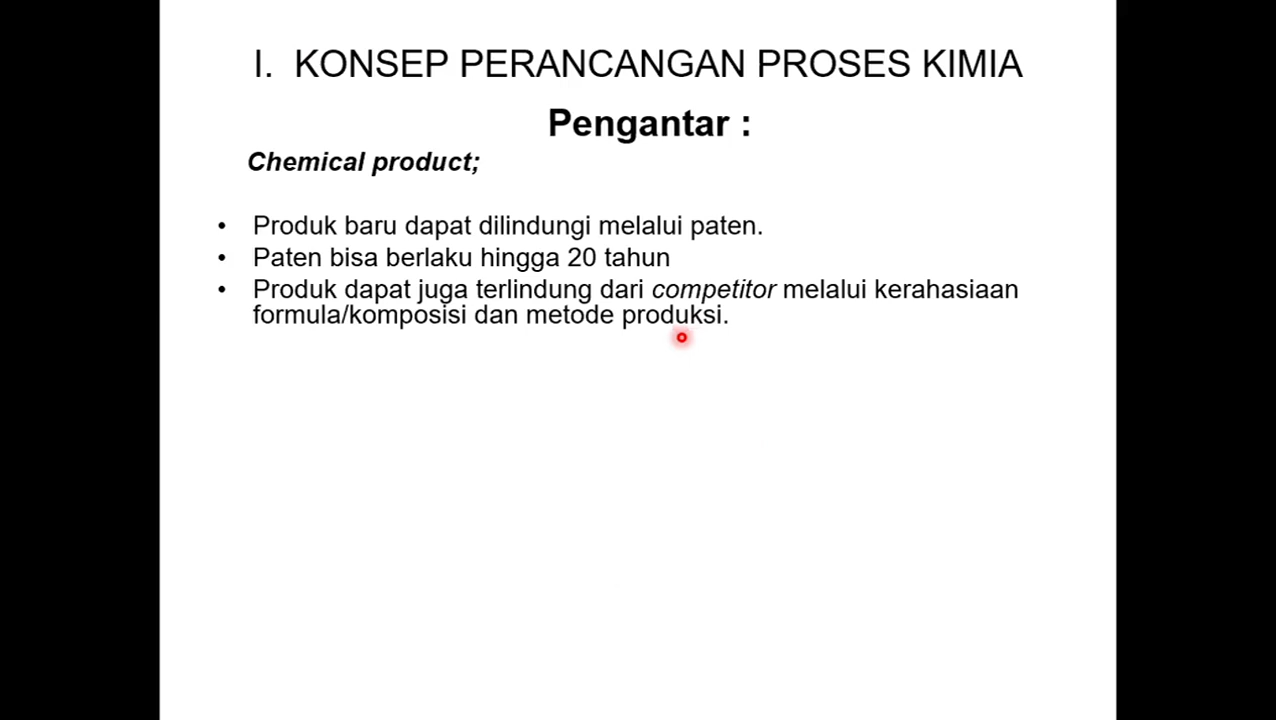 I. KONSEP PERANCANGAN PROSES KIMIA
Pengantar :
Chemical product;
• Produk baru dapat dilindungi melalui paten.
• Paten bisa berlaku hingga 20 tahun
• Produk dapat juga terlindung dari competitor melalui kerahasiaan
formula/komposisi dan metode produksi.